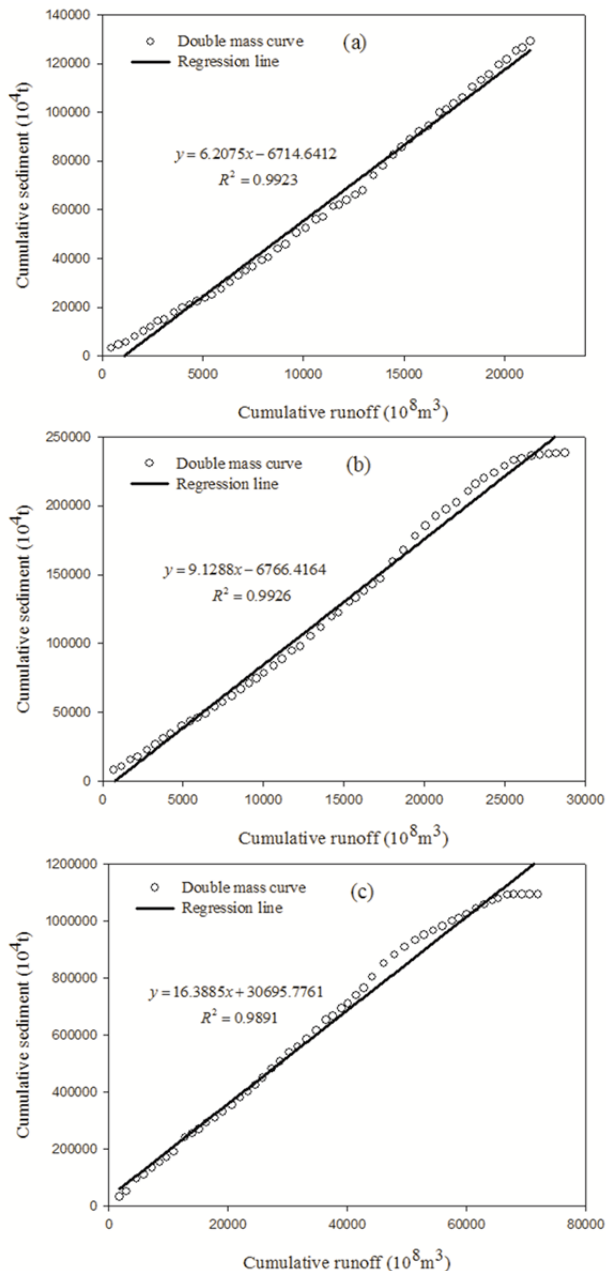 140000
(a)
Double mass curve
120000
Regression line
100000
80000
y = 6.2075x−6714.6412
R² = 0.9923
60000
40000
20000
0
Cumulative sediment (10⁴t)
5000 10000 15000 20000
Cumulative runoff (10⁸m³)
250000
(b)
Double mass curve
Regression line
200000
150000
y = 9.1288x−6766.4164
R² = 0.9926
100000
50000
0
Cumulative sediment (10⁴t)
0 5000 10000 15000 20000 25000 30000
Cumulative runoff (10⁸m³)
1200000
(c)
Double mass curve
Regression line
1000000
800000
y = 16.3885x+30695.7761
R² = 0.9891
600000
400000
200000
0
Cumulative sediment (10⁴t)
0 20000 40000 60000 80000
Cumulative runoff (10⁸m³)